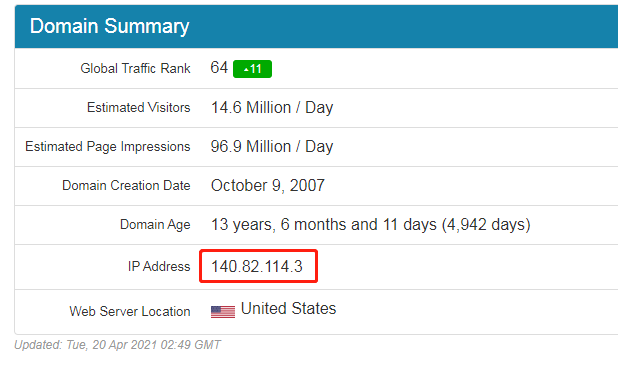 Domain Summary
Global Traffic Rank 64 11
Estimated Visitors 14.6 Million / Day
Estimated Page Impressions 96.9 Million / Day
Domain Creation Date October 9, 2007
Domain Age 13 years, 6 months and 11 days (4,942 days)
IP Address 140.82.114.3
Web Server Location United States
Updated: Tue, 20 Apr 2021 02:49 GMT